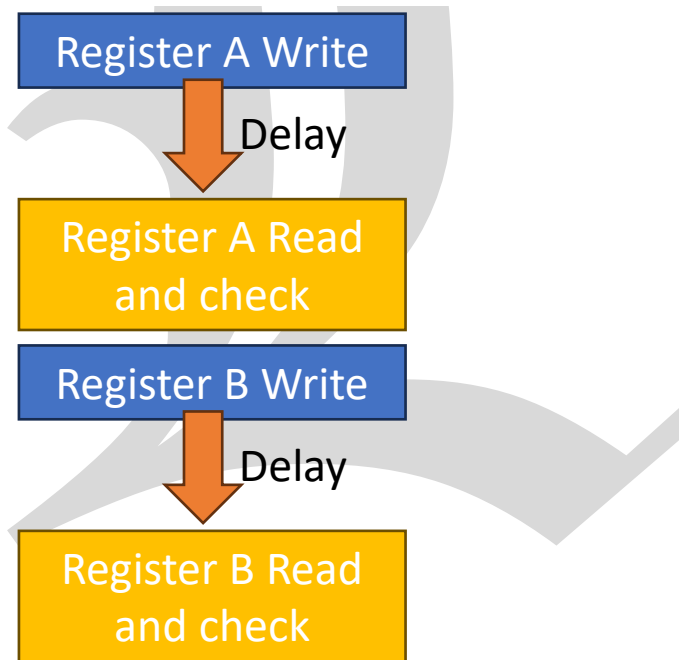 Register A Write
Delay
Register A Read
and check
Register B Write
Delay
Register B Read
and check